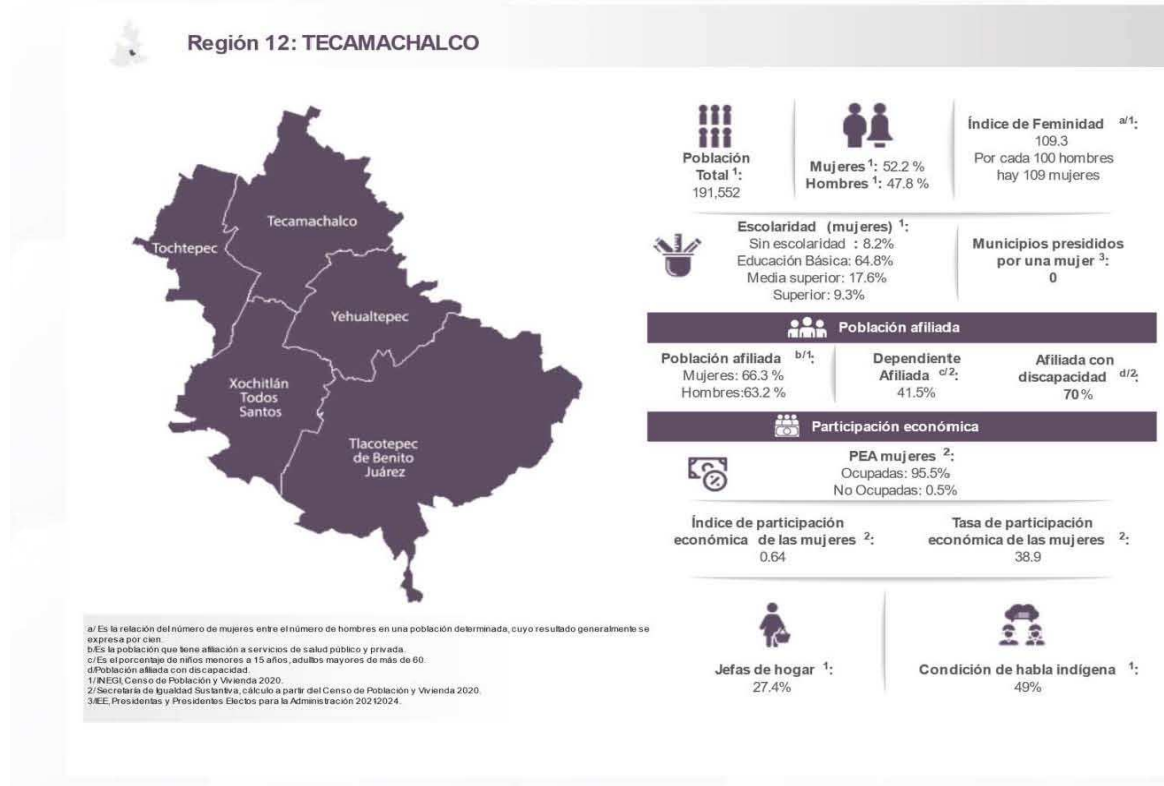 Región 12: TECAMACHALCO
Tecamachalco
Tochtepec
Yehualtepec
Xochitlán
Todos
Santos
Tlacotepec
de Benito
Juárez
Población
Total 1:
191,552
Mujeres 1: 52.2 %
Hombres 1: 47.8 %
Índice de Feminidad a/1:
109.3
Por cada 100 hombres
hay 109 mujeres
Escolaridad (mujeres) 1:
Sin escolaridad : 8.2%
Educación Básica: 64.8%
Media superior: 17.6%
Superior: 9.3%
Municipios presididos
por una mujer 3:
0
Población afiliada
Población afiliada b/1:
Mujeres: 66.3 %
Hombres:63.2 %
Dependiente
Afiliada c/2:
41.5%
Afiliada con
discapacidad d/2:
70%
Participación económica
PEA mujeres 2:
Ocupadas: 95.5%
No Ocupadas: 0.5%
Índice de participación
económica de las mujeres 2:
0.64
Tasa de participación
económica de las mujeres 2:
38.9
Jefas de hogar 1:
27.4%
Condición de habla indígena 1:
49%
a/ Es la relación del número de mujeres entre el número de hombres en una población determinada, cuyo resultado generalmente se
expresa por cien.
b/Es la población que tiene afiliación a servicios de salud público y privada.
c/Es el porcentaje de niños menores a 15 años, adultos mayores de más de 60.
d/Población afiliada con discapacidad.
1/ INEGI, Censo de Población y Vivienda 2020.
2/ Secretaría de Igualdad Sustantiva, cálculo a partir del Censo de Población y Vivienda 2020.
3/IEE, Presidentas y Presidentes Electos para la Administración 20212024.